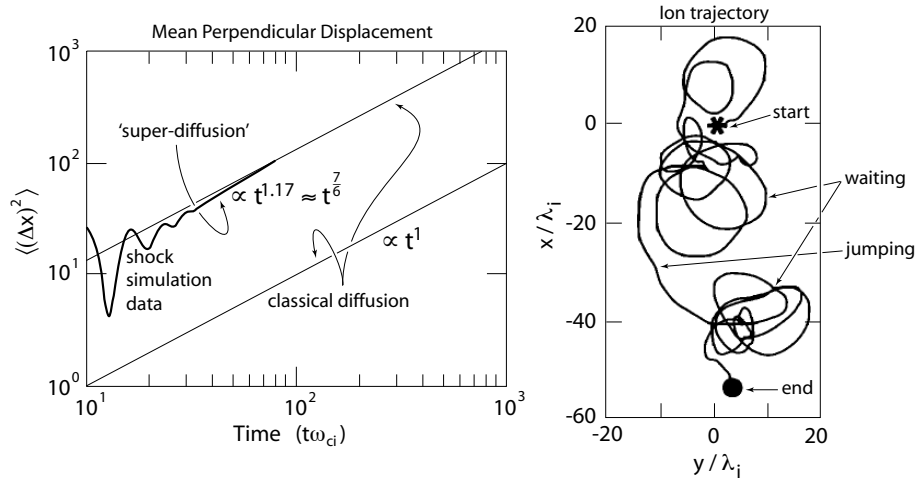 Mean Perpendicular Displacement
10³
10²
10¹
10⁰
⟨(Δx)²⟩
'super-diffusion'
∝ t^1.17 ≈ t^7/6
shock
simulation
data
∝ t¹
classical diffusion
10¹
10²
10³
Time (tω_ci)
Ion trajectory
20
0
-20
-40
-60
x / λ_i
start
waiting
jumping
end
-20
0
20
y / λ_i